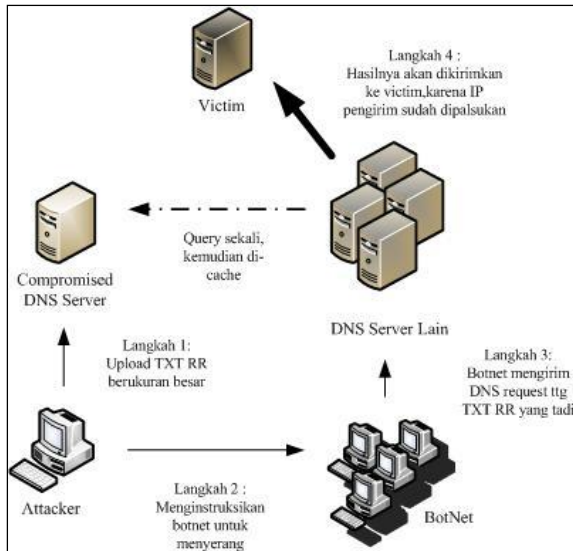 Langkah 4 :
Hasilnya akan dikirimkan
ke victim,karena IP
pengirim sudah dipalsukan
Victim
Query sekali,
kemudian di-
cache
Compromised
DNS Server
DNS Server Lain
Langkah 1:
Upload TXT RR
berukuran besar
Langkah 3:
Botnet mengirim
DNS request ttg
TXT RR yang tadi
Attacker
Langkah 2 :
Menginstruksikan
botnet untuk
menyerang
BotNet